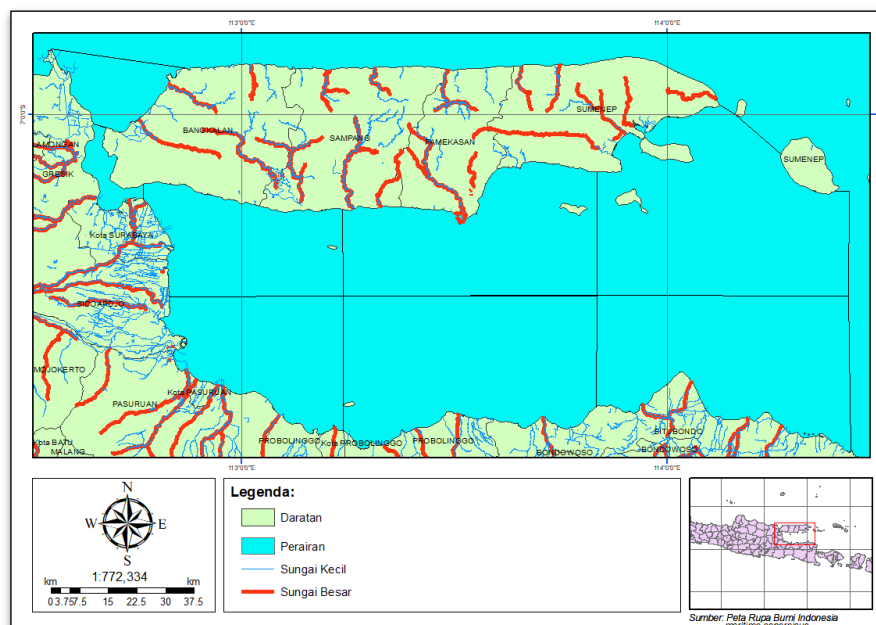 113°0'0"E
114°0'0"E
7°0'S
BANGKALAN
SAMPANG
PAMEKASAN
SUMENEP
SUMENEP
AMONGAN
GRESIK
Kota SURABAYA
SIDOARDJO
MOJOKERTO
PASURUAN
Kota PASURUAN
Kota BATU
MALANG
PROBOLINGGO
Kota PROBOLINGGO
PROBOLINGGO
BONDOWOSO
SITUBONDO
BONDOWOSO
113°0'0"E
114°0'0"E
N
W
E
S
1:772,334
km
km
0 3.75 7.5 15 22.5 30 37.5
Legenda:
Daratan
Perairan
Sungai Kecil
Sungai Besar
Sumber: Peta Rupa Bumi Indonesia